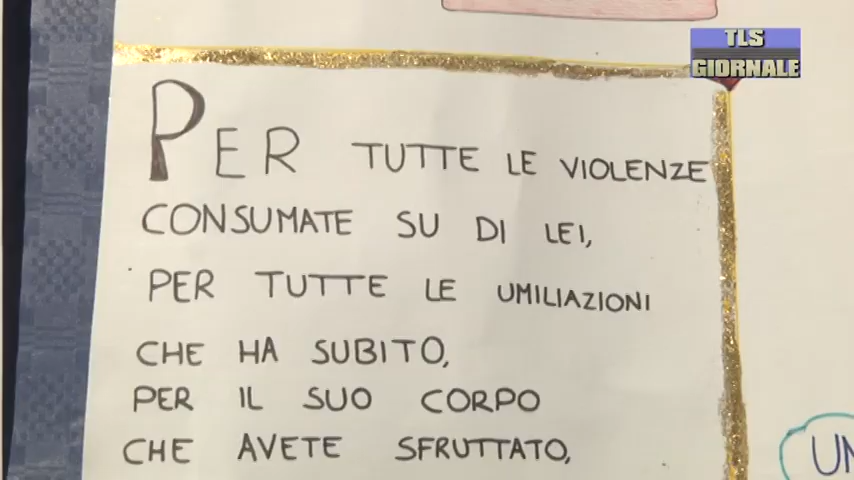 TLS
GIORNALE
PER TUTTE LE VIOLENZE
CONSUMATE SU DI LEI,
PER TUTTE LE UMILIAZIONI
CHE HA SUBITO,
PER IL SUO CORPO
CHE AVETE SFRUTTATO,